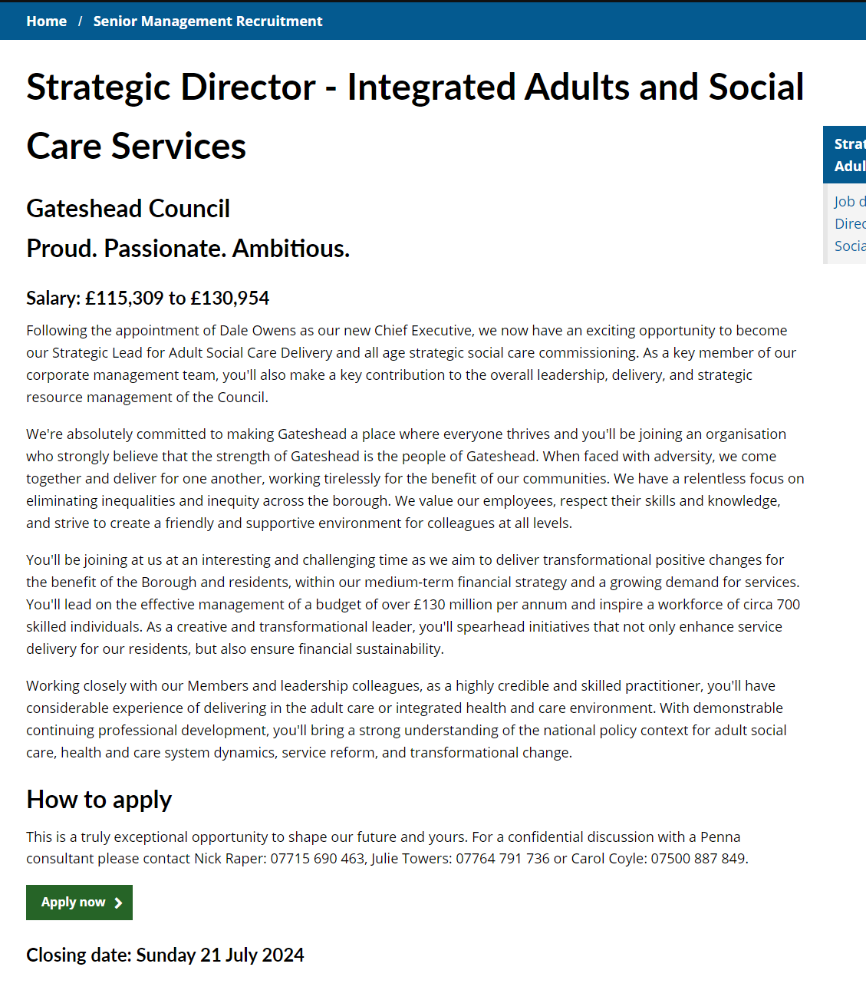 Home / Senior Management Recruitment
Strategic Director - Integrated Adults and Social
Care Services
Gateshead Council
Proud. Passionate. Ambitious.
Salary: £115,309 to £130,954
Following the appointment of Dale Owens as our new Chief Executive, we now have an exciting opportunity to become
our Strategic Lead for Adult Social Care Delivery and all age strategic social care commissioning. As a key member of our
corporate management team, you'll also make a key contribution to the overall leadership, delivery, and strategic
resource management of the Council.
We're absolutely committed to making Gateshead a place where everyone thrives and you'll be joining an organisation
who strongly believe that the strength of Gateshead is the people of Gateshead. When faced with adversity, we come
together and deliver for one another, working tirelessly for the benefit of our communities. We have a relentless focus on
eliminating inequalities and inequity across the borough. We value our employees, respect their skills and knowledge,
and strive to create a friendly and supportive environment for colleagues at all levels.
You'll be joining at us at an interesting and challenging time as we aim to deliver transformational positive changes for
the benefit of the Borough and residents, within our medium-term financial strategy and a growing demand for services.
You'll lead on the effective management of a budget of over £130 million per annum and inspire a workforce of circa 700
skilled individuals. As a creative and transformational leader, you'll spearhead initiatives that not only enhance service
delivery for our residents, but also ensure financial sustainability.
Working closely with our Members and leadership colleagues, as a highly credible and skilled practitioner, you'll have
considerable experience of delivering in the adult care or integrated health and care environment. With demonstrable
continuing professional development, you'll bring a strong understanding of the national policy context for adult social
care, health and care system dynamics, service reform, and transformational change.
How to apply
This is a truly exceptional opportunity to shape our future and yours. For a confidential discussion with a Penna
consultant please contact Nick Raper: 07715 690 463, Julie Towers: 07764 791 736 or Carol Coyle: 07500 887 849.
Apply now
Closing date: Sunday 21 July 2024
Strat
Adul
Job d
Direc
Socia